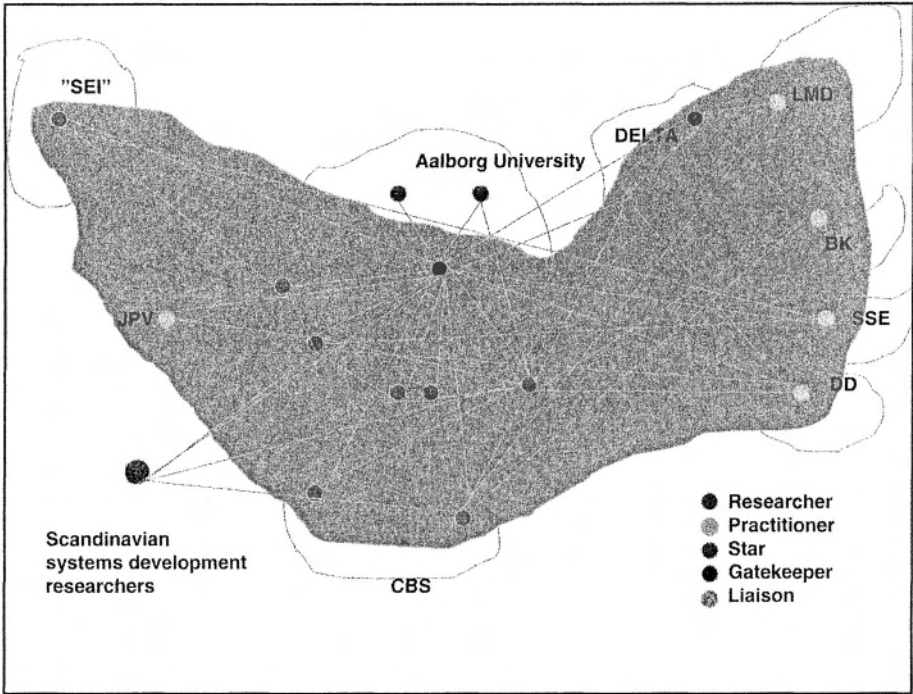 "SEI"
LMD
DELTA
Aalborg University
BK
JPV
SSE
DD
Researcher
Practitioner
Star
Gatekeeper
Liaison
Scandinavian
systems development
researchers
CBS